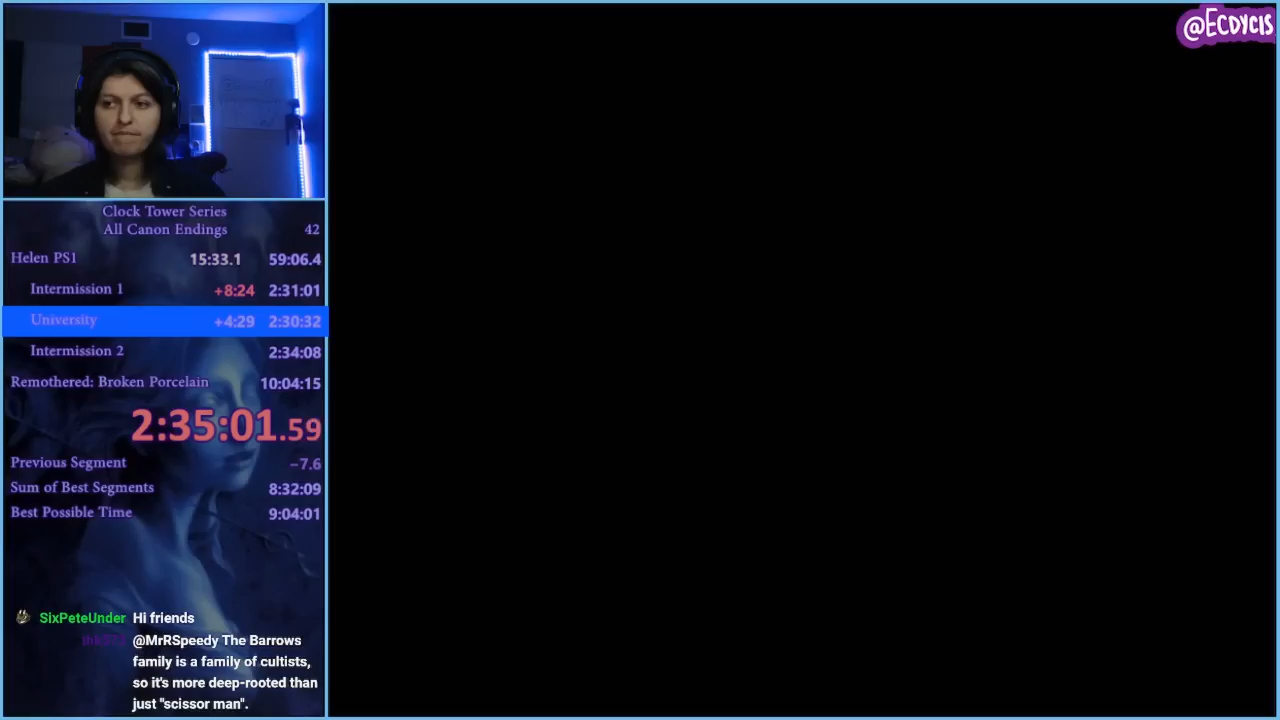 @ECDYCIS
Clock Tower Series
All Canon Endings 42
Helen PS1 15:33.1 59:06.4
Intermission 1 +8:24 2:31:01
University +4:29 2:30:32
Intermission 2 2:34:08
Remothered: Broken Porcelain 10:04:15
2:35:01.59
Previous Segment −7.6
Sum of Best Segments 8:32:09
Best Possible Time 9:04:01
SixPeteUnder Hi friends
@MrRSpeedy The Barrows
family is a family of cultists,
so it's more deep-rooted than
just "scissor man".